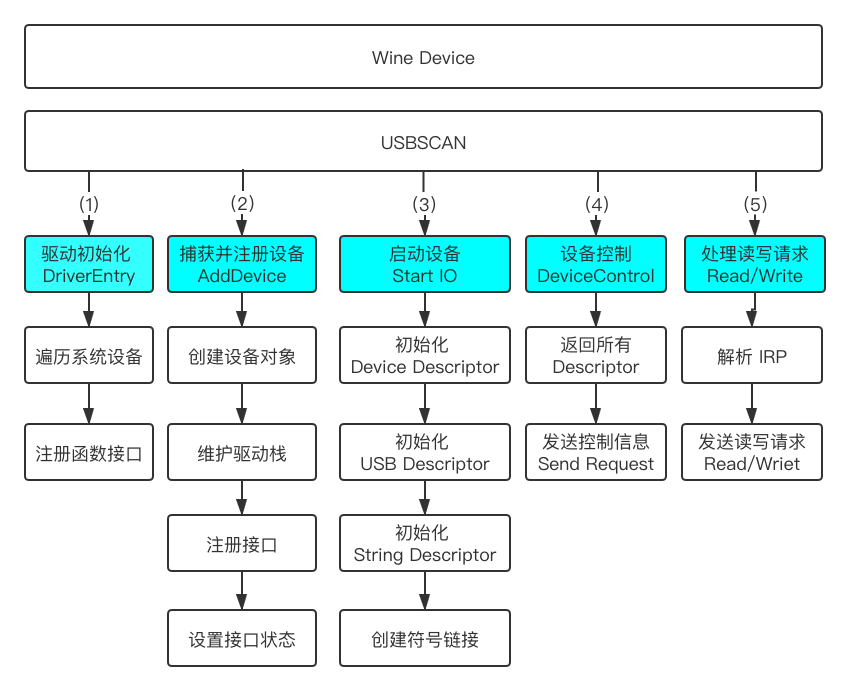 Wine Device
USBSCAN
(1)
(2)
(3)
(4)
(5)
驱动初始化
DriverEntry
捕获并注册设备
AddDevice
启动设备
Start IO
设备控制
DeviceControl
处理读写请求
Read/Write
遍历系统设备
创建设备对象
初始化
Device Descriptor
返回所有
Descriptor
解析 IRP
注册函数接口
维护驱动栈
初始化
USB Descriptor
发送控制信息
Send Request
发送读写请求
Read/Wriet
注册接口
初始化
String Descriptor
设置接口状态
创建符号链接